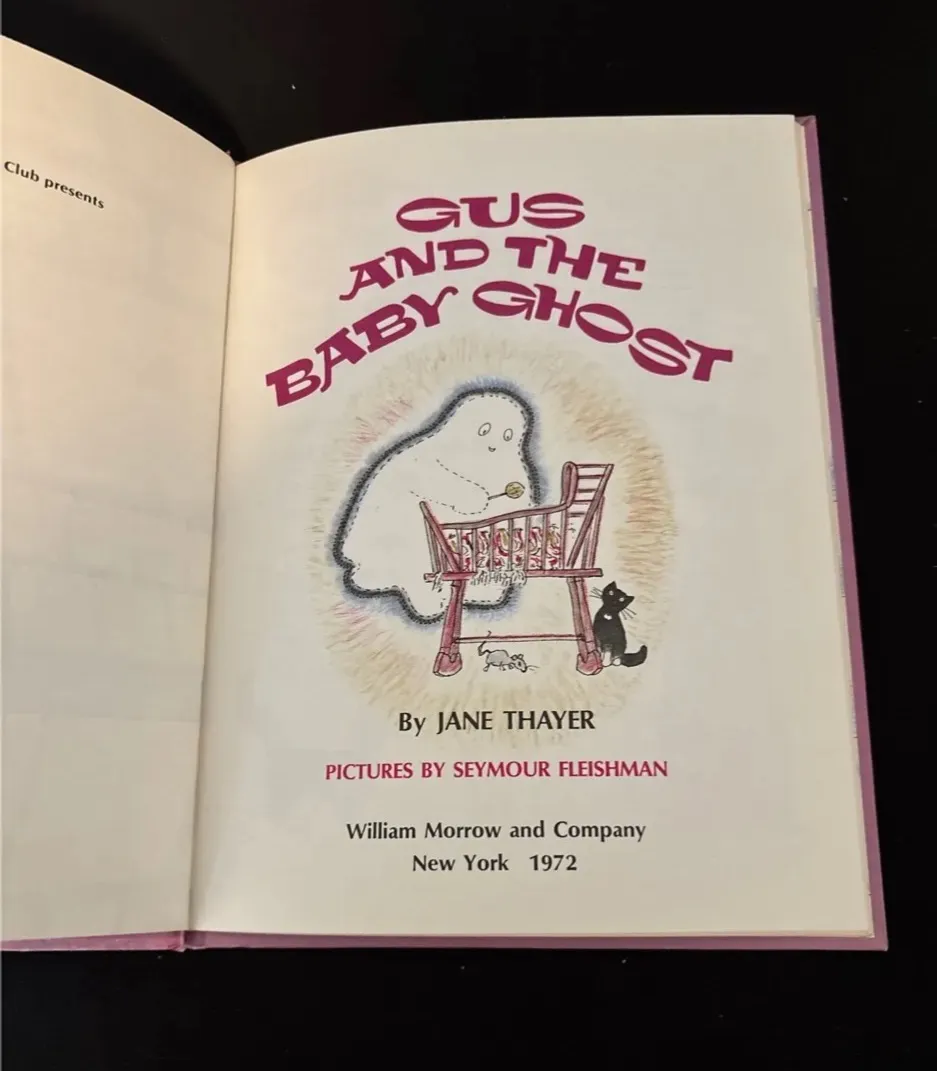 Club presents
GUS
AND THE
BABY GHOST
By JANE THAYER
PICTURES BY SEYMOUR FLEISHMAN
William Morrow and Company
New York 1972